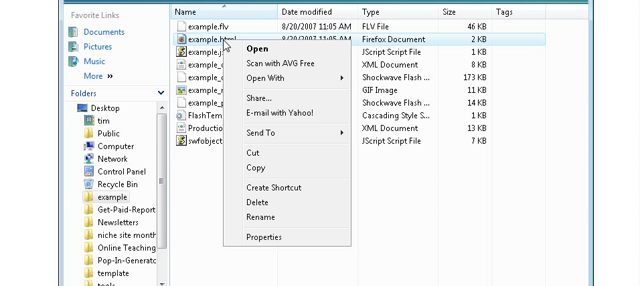 Favorite Links
Documents
Pictures
Music
More »
Folders
Desktop
tim
Public
Computer
Network
Control Panel
Recycle Bin
example
Get-Paid-Report
Newsletters
niche site month
Online Teaching
Pop-In-Generato
template
tools
Name Date modified Type Size Tags
example.flv 8/20/2007 11:05 AM FLV File 46 KB
example.html 8/20/2007 11:05 AM Firefox Document 2 KB
example.j JScript Script File 2 KB
example_ XML Document 8 KB
example_ Shockwave Flash ... 173 KB
example_ GIF Image 11 KB
example_p Shockwave Flash ... 14 KB
FlashTem Cascading Style S... 1 KB
Production XML Document 13 KB
swfobject JScript Script File 7 KB
Open
Scan with AVG Free
Open With
Share...
E-mail with Yahoo!
Send To
Cut
Copy
Create Shortcut
Delete
Rename
Properties